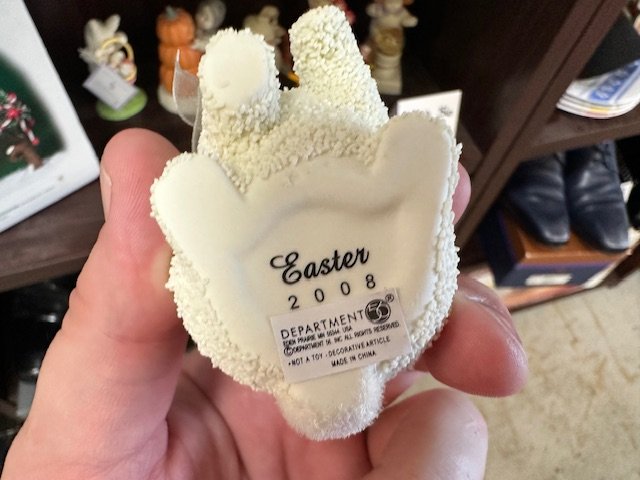 Easter
2008
DEPARTMENT 56®
EDEN PRAIRIE MN 55344, USA
©DEPARTMENT 56, INC. ALL RIGHTS RESERVED.
•NOT A TOY - DECORATIVE ARTICLE
MADE IN CHINA